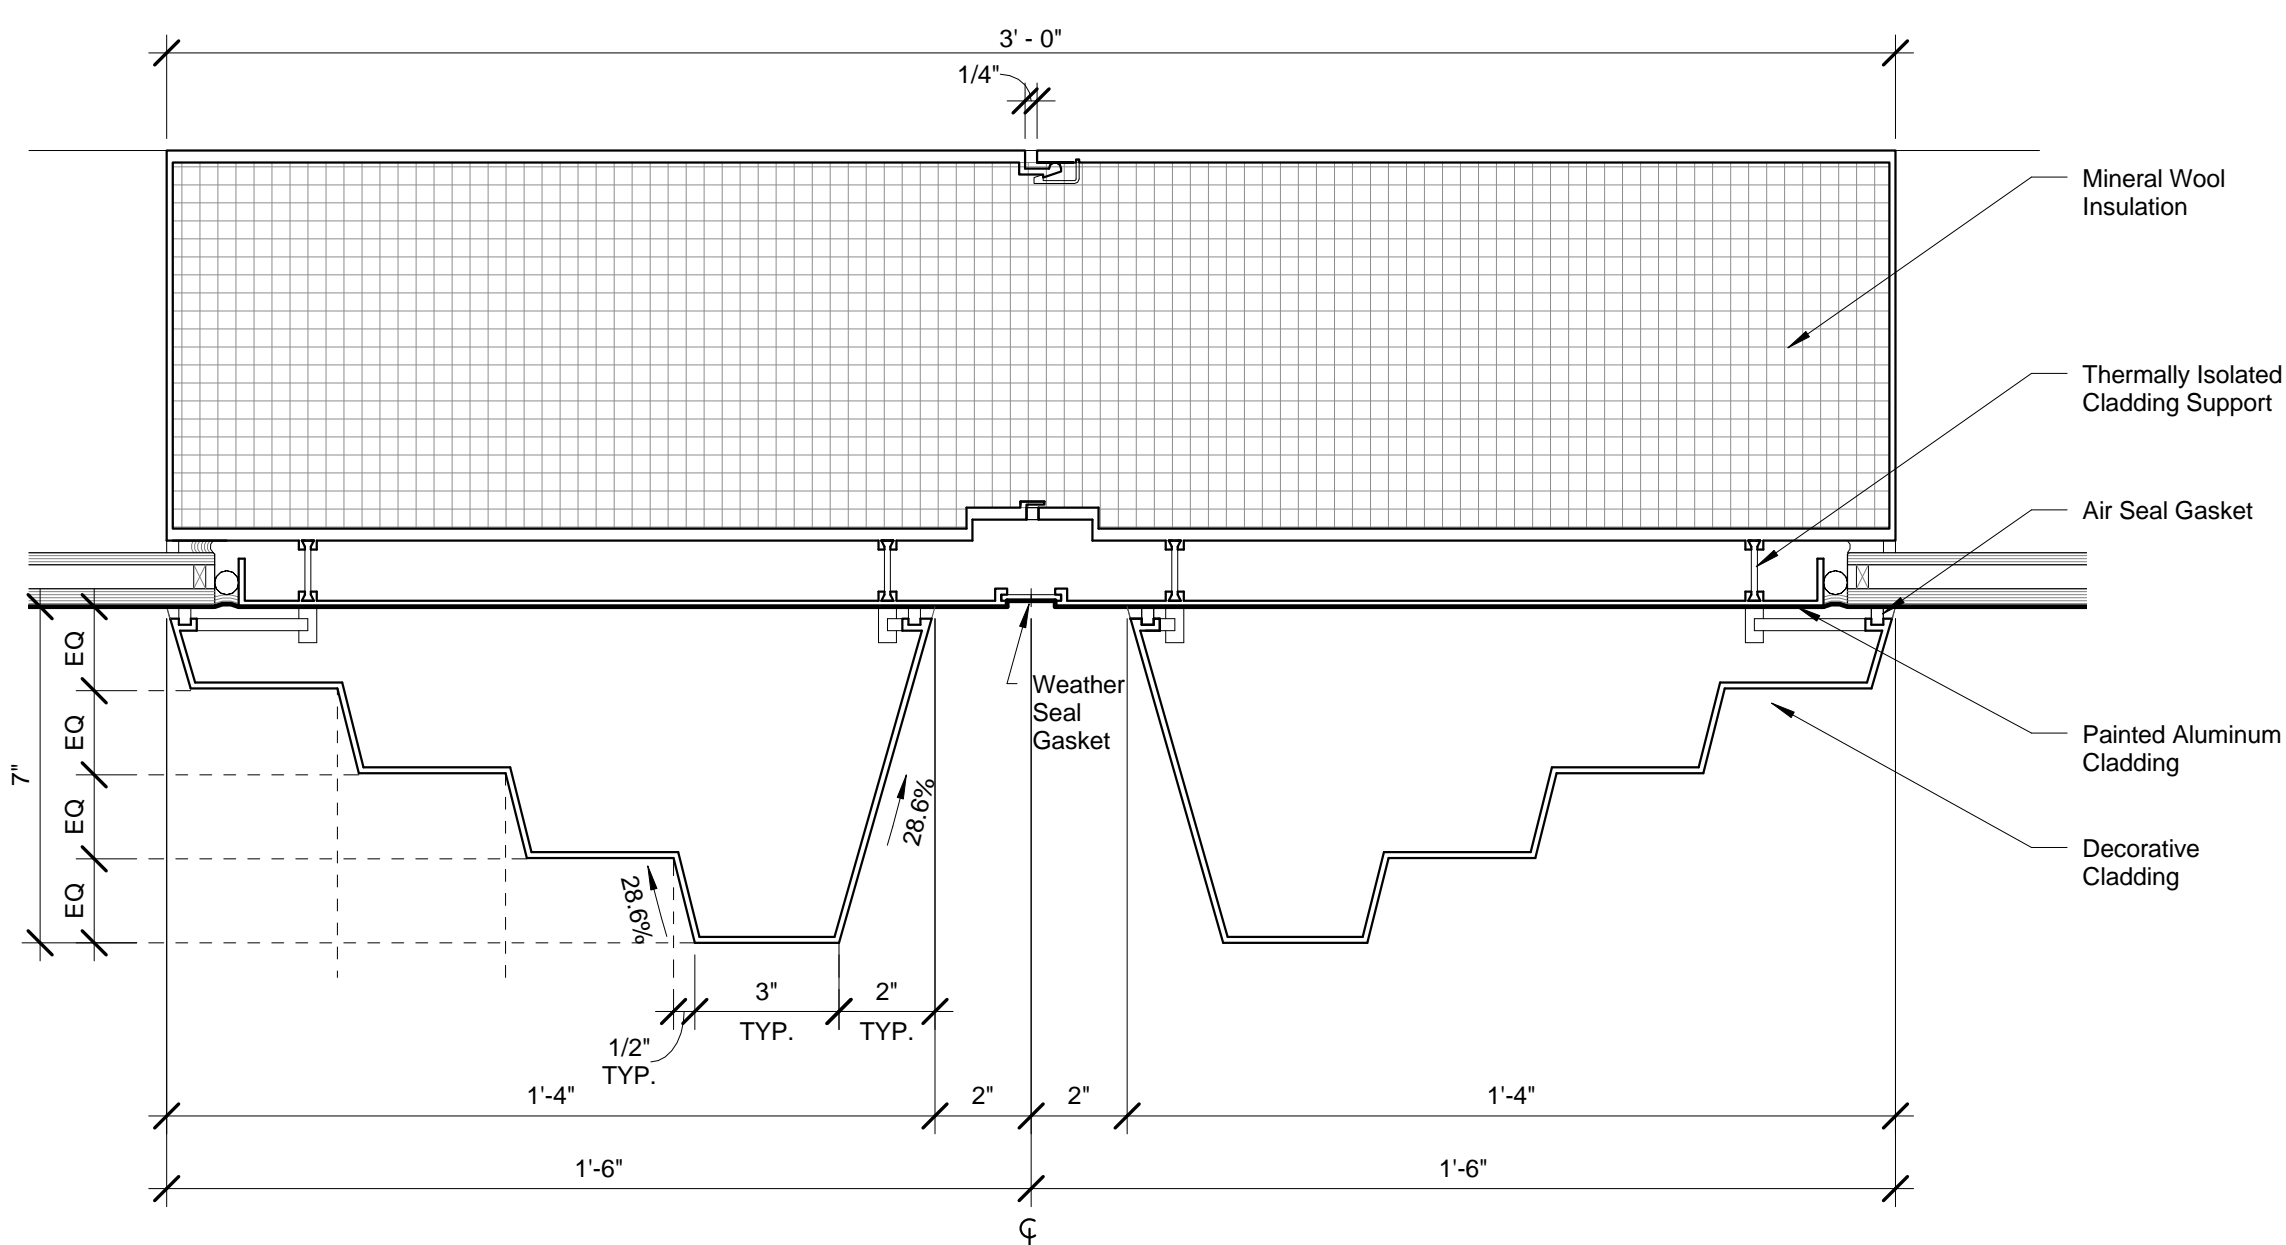 3' - 0"
1/4"
Mineral Wool
Insulation
Thermally Isolated
Cladding Support
Air Seal Gasket
Weather
Seal
Gasket
Painted Aluminum
Cladding
Decorative
Cladding
EQ
EQ
EQ
EQ
7"
28.6%
28.6%
3"
TYP.
2"
TYP.
1/2"
TYP.
1'-4"
2"
2"
1'-4"
1'-6"
1'-6"
℄